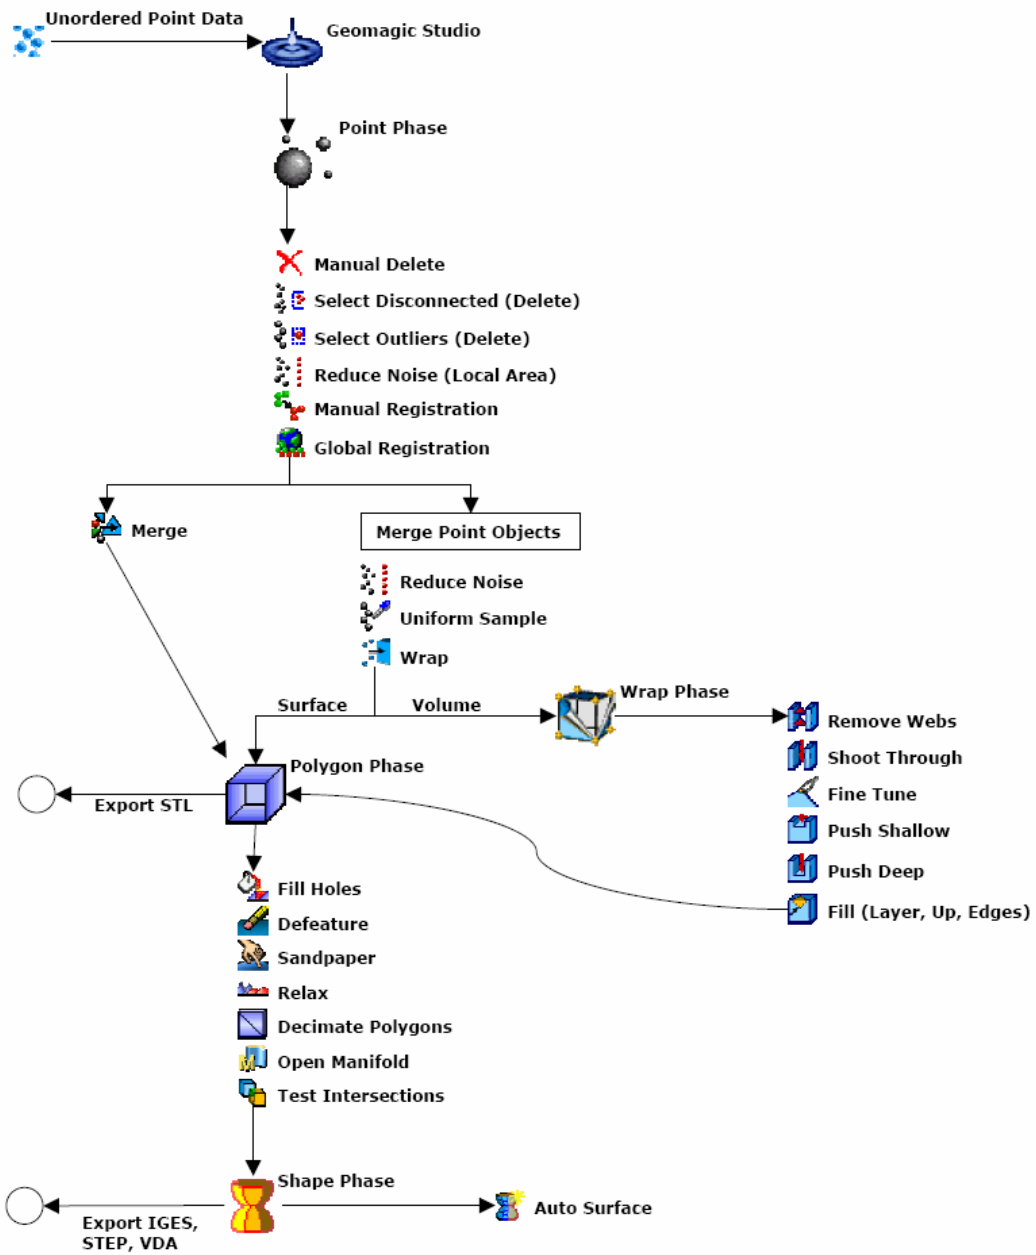 Unordered Point Data
Geomagic Studio
Point Phase
Manual Delete
Select Disconnected (Delete)
Select Outliers (Delete)
Reduce Noise (Local Area)
Manual Registration
Global Registration
Merge
Merge Point Objects
Reduce Noise
Uniform Sample
Wrap
Surface
Volume
Wrap Phase
Remove Webs
Shoot Through
Fine Tune
Push Shallow
Push Deep
Fill (Layer, Up, Edges)
Polygon Phase
Export STL
Fill Holes
Defeature
Sandpaper
Relax
Decimate Polygons
Open Manifold
Test Intersections
Shape Phase
Export IGES,
STEP, VDA
Auto Surface